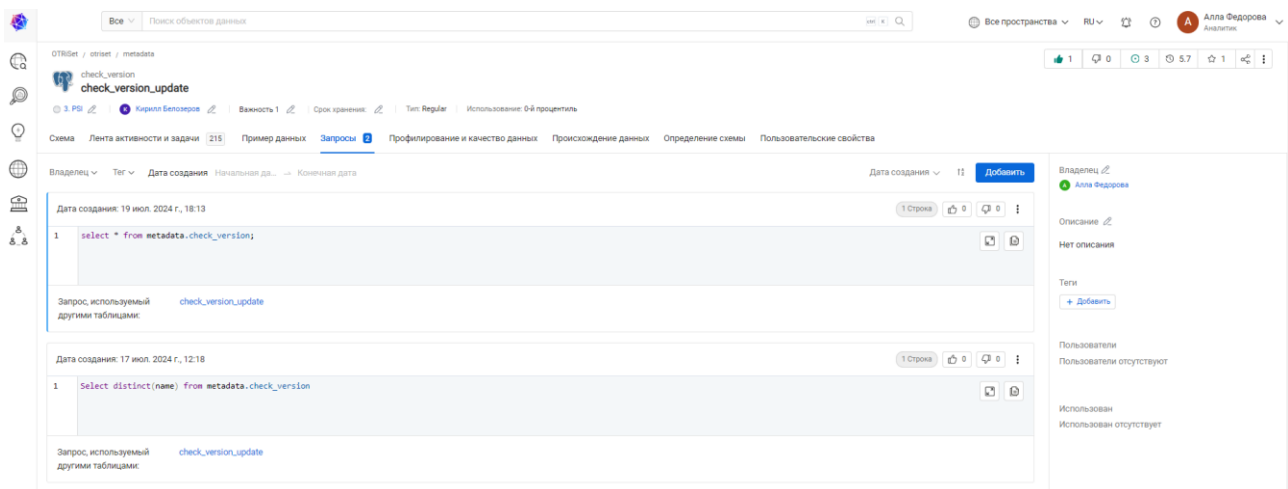 Все Поиск объектов данных Все пространства RU A Алла Федорова
Аналитик
OTRISet / otriset / metadata
1 0 3 5.7 1
check_version
check_version_update
3. PSI К Кирилл Белозеров Важность 1 Срок хранения: Тип: Regular Использование: 0-й процентиль
Схема Лента активности и задачи 215 Пример данных Запросы 2 Профилирование и качество данных Происхождение данных Определение схемы Пользовательские свойства
Владелец Тег Дата создания Начальная да... → Конечная дата Дата создания Добавить
Дата создания: 19 июл. 2024 г., 18:13 1 Строка 0 0
1 select * from metadata.check_version;
Запрос, используемый check_version_update
другими таблицами:
Дата создания: 17 июл. 2024 г., 12:18 1 Строка 0 0
1 Select distinct(name) from metadata.check_version
Запрос, используемый check_version_update
другими таблицами:
Владелец
А Алла Федорова
Описание
Нет описания
Теги
+ Добавить
Пользователи
Пользователи отсутствуют
Использован
Использован отсутствует